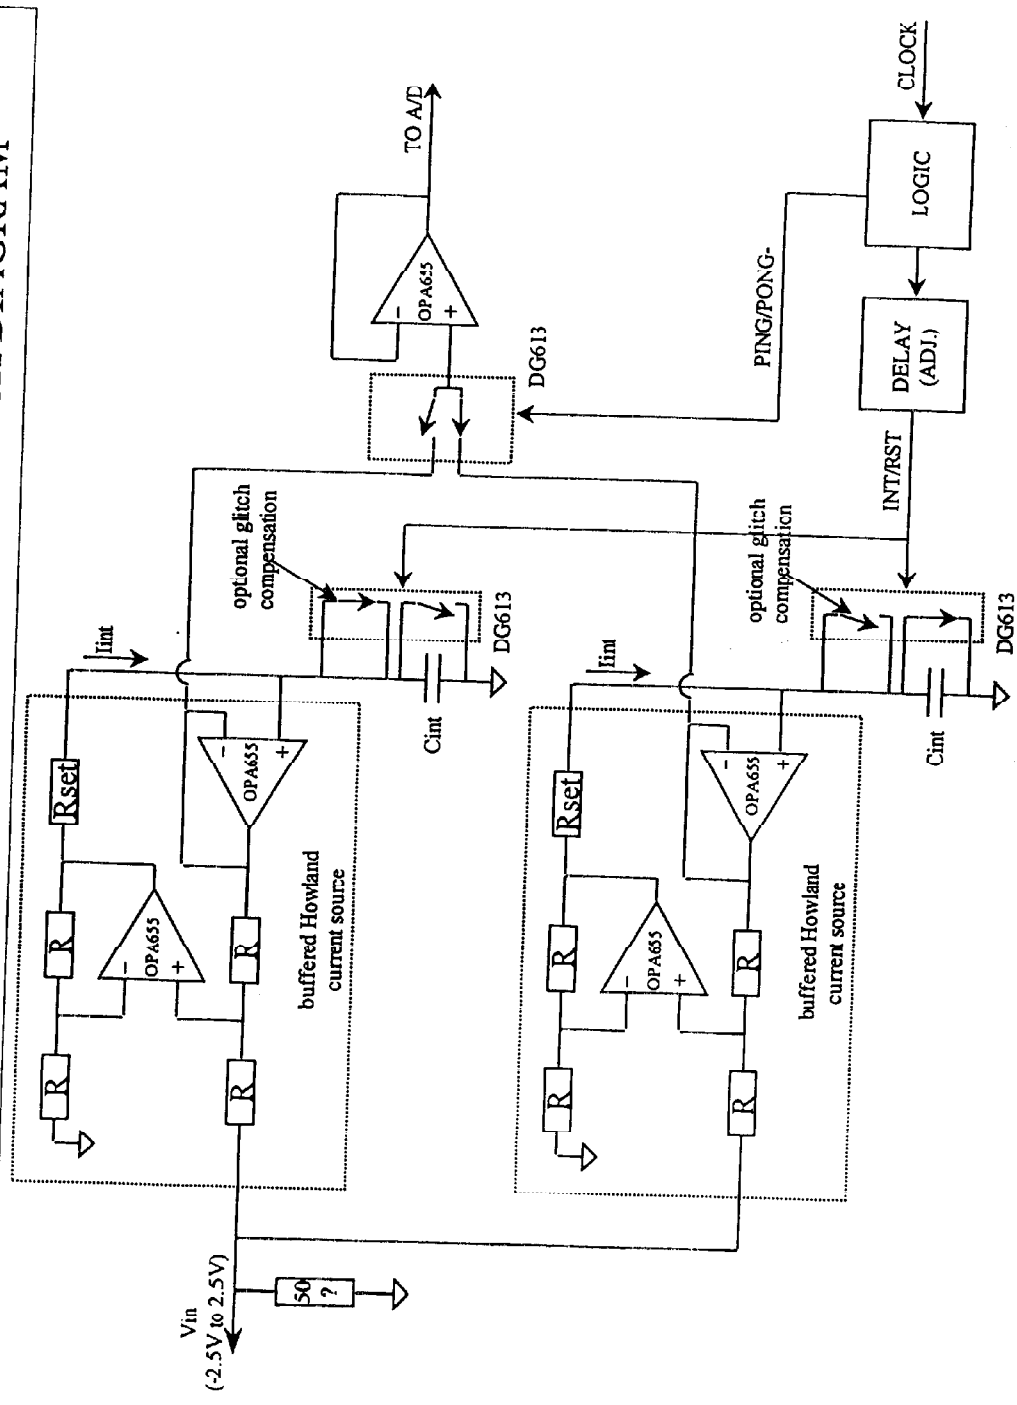 Vin
(-2.5V to 2.5V)
50
?
R
R
R
R
Rset
Iint
OPA655
-
+
OPA655
-
+
buffered Howland
current source
optional glitch
compensation
DG613
Cint
R
R
R
R
Rset
Iint
OPA655
-
+
OPA655
-
+
buffered Howland
current source
optional glitch
compensation
DG613
Cint
DG613
OPA655
-
+
TO A/D
PING/PONG-
INT/RST
DELAY
(ADJ.)
LOGIC
CLOCK